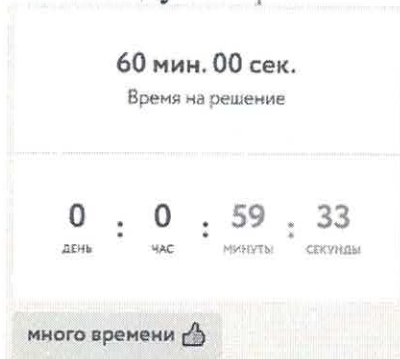 60 мин. 00 сек.
Время на решение
0 : 0 : 59 : 33
ДЕНЬ ЧАС МИНУТЫ СЕКУНДЫ
много времени